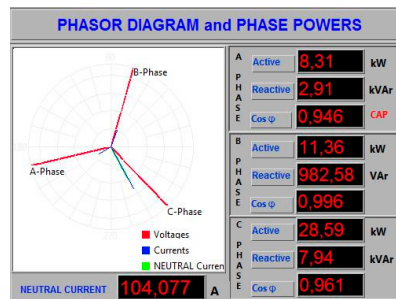 PHASOR DIAGRAM and PHASE POWERS
B-Phase
A-Phase
C-Phase
Voltages
Currents
NEUTRAL Curren
NEUTRAL CURRENT 104,077 A
A PHASE
Active 8,31 kW
Reactive 2,91 kVAr
Cos φ 0,946 CAP
B PHASE
Active 11,36 kW
Reactive 982,58 VAr
Cos φ 0,996
C PHASE
Active 28,59 kW
Reactive 7,94 kVAr
Cos φ 0,961